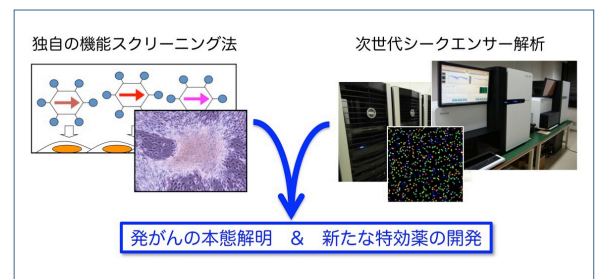 独自の機能スクリーニング法
次世代シークエンサー解析
発がんの本態解明 & 新たな特効薬の開発